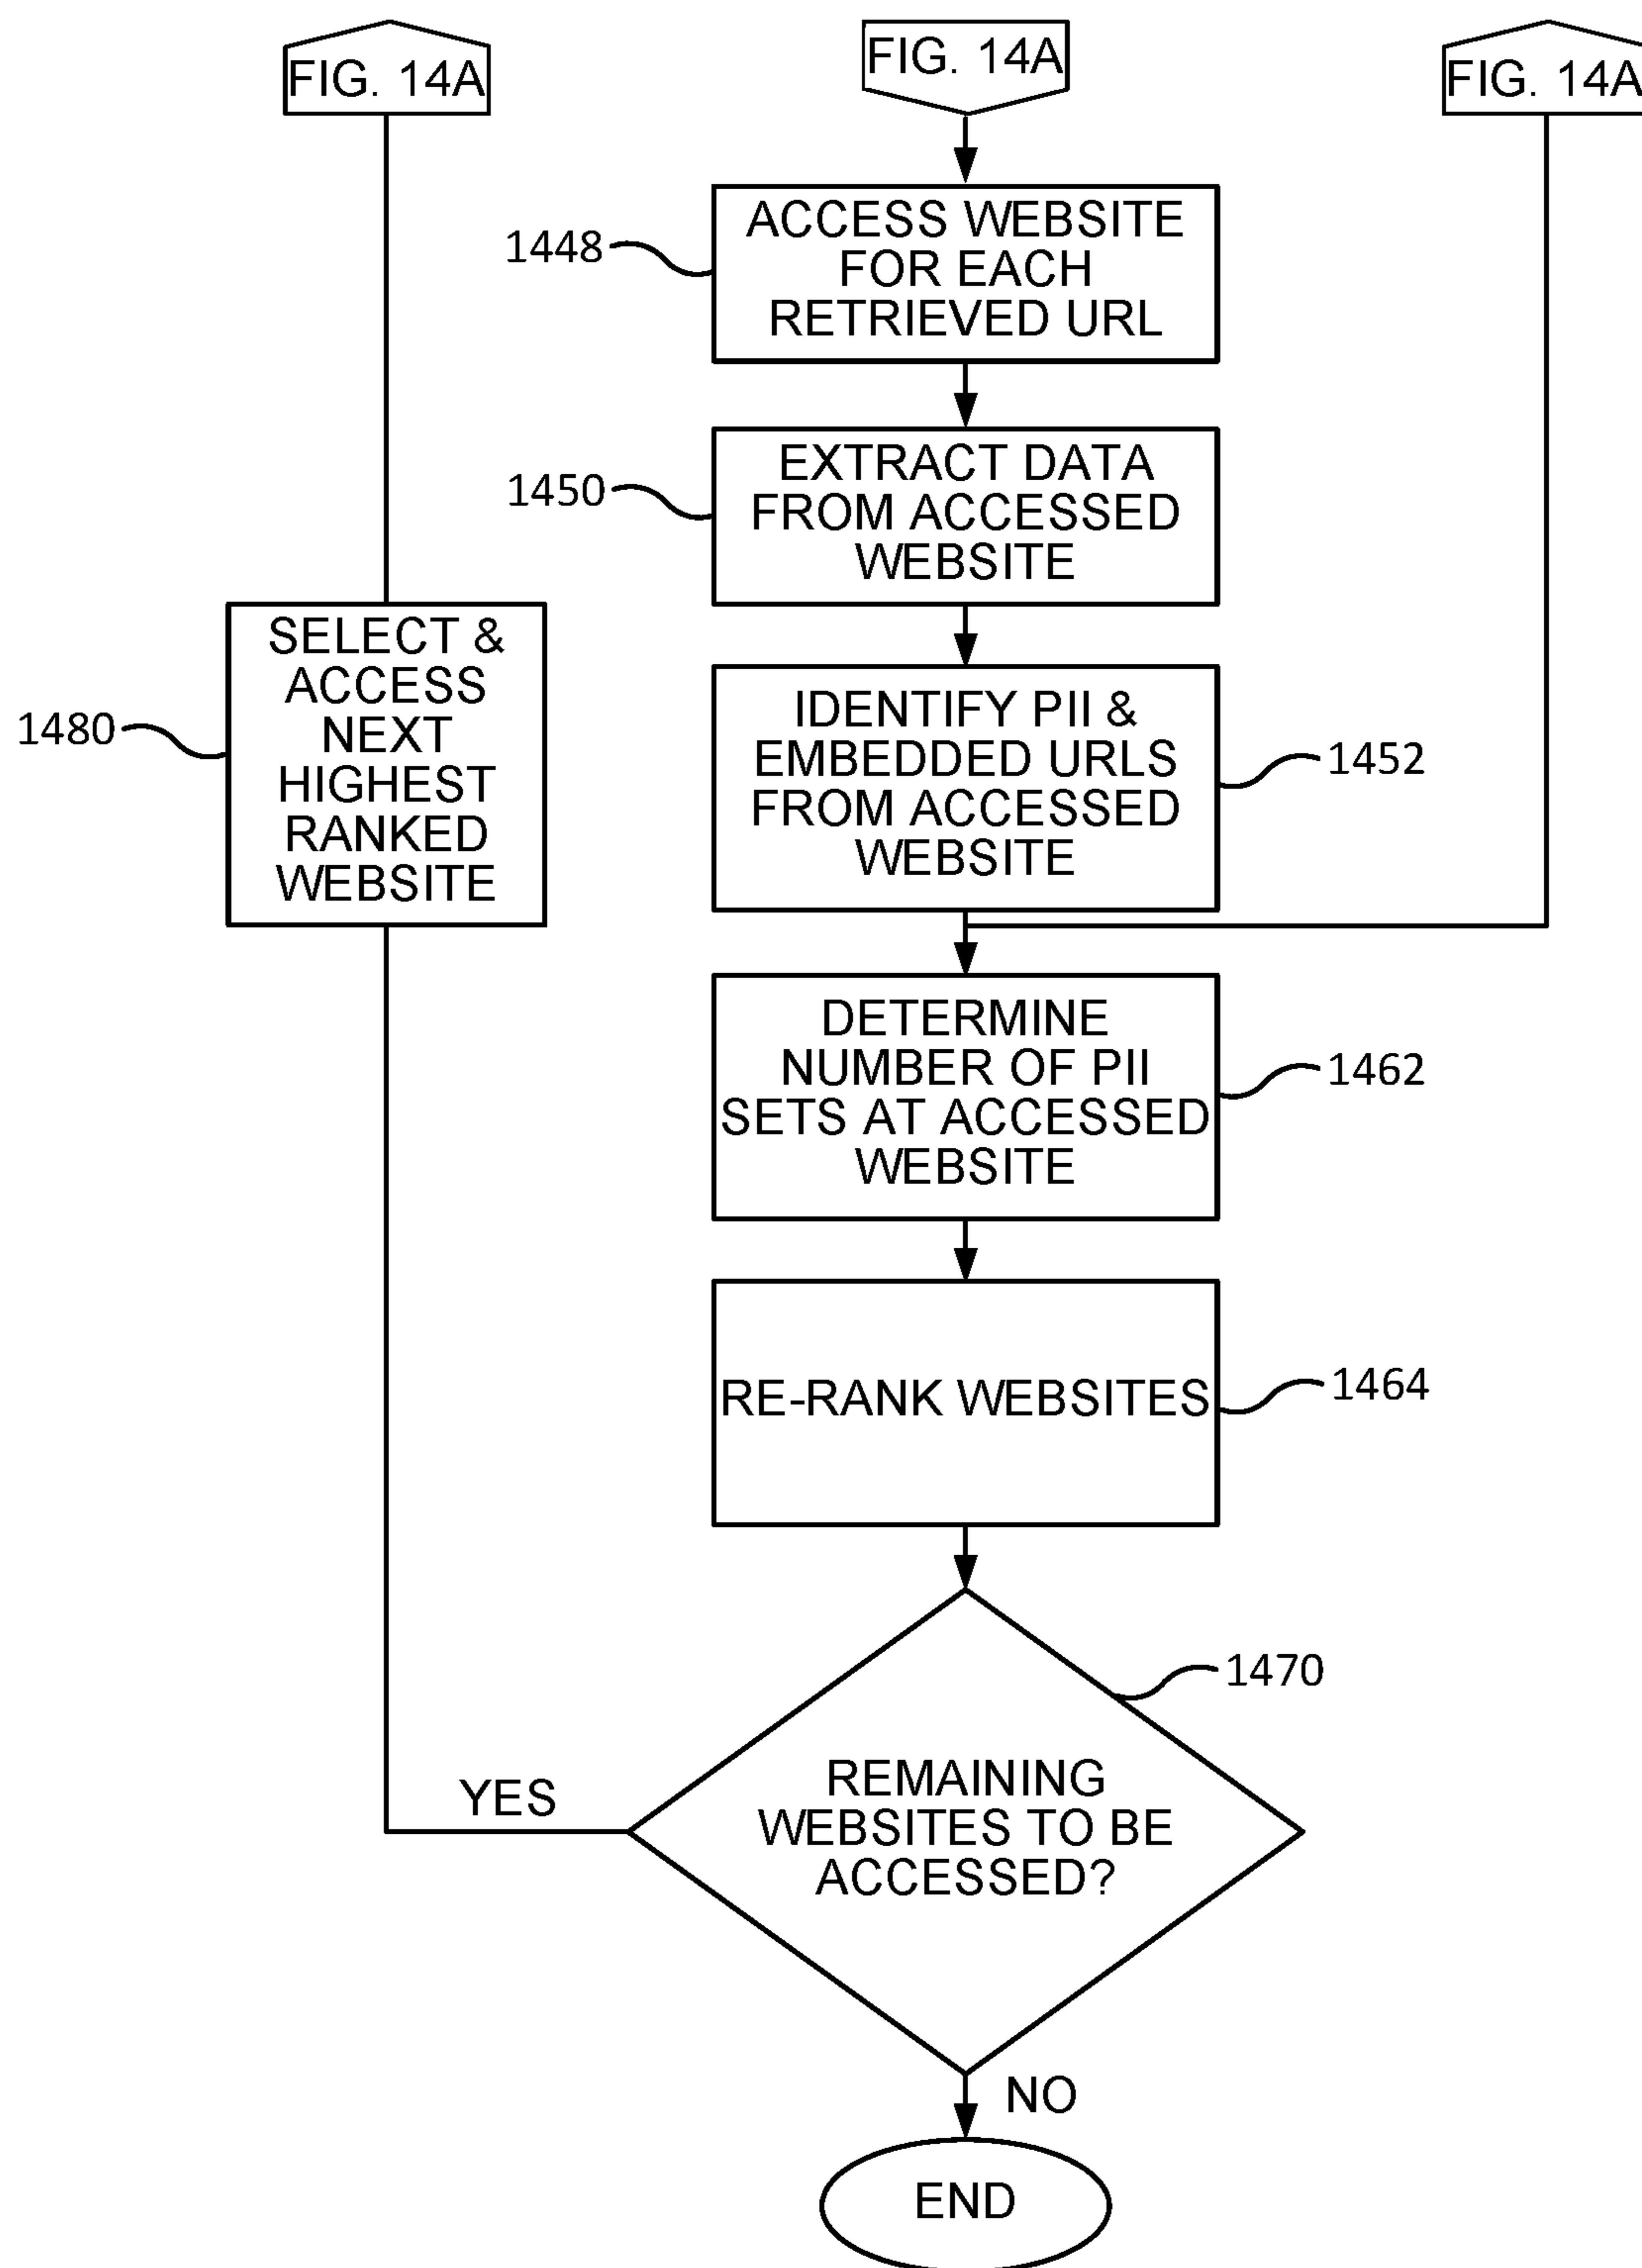 FIG. 14A
FIG. 14A
FIG. 14A
1448
ACCESS WEBSITE
FOR EACH
RETRIEVED URL
1450
EXTRACT DATA
FROM ACCESSED
WEBSITE
1480
SELECT &
ACCESS
NEXT
HIGHEST
RANKED
WEBSITE
IDENTIFY PII &
EMBEDDED URLS
FROM ACCESSED
WEBSITE
1452
DETERMINE
NUMBER OF PII
SETS AT ACCESSED
WEBSITE
1462
RE-RANK WEBSITES
1464
1470
REMAINING
WEBSITES TO BE
ACCESSED?
YES
NO
END